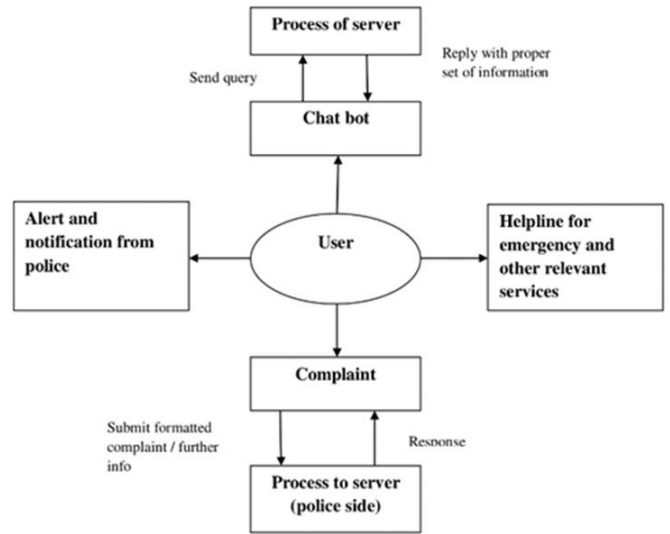 Process of server
Send query
Reply with proper
set of information
Chat bot
Alert and
notification from
police
User
Helpline for
emergency and
other relevant
services
Complaint
Submit formatted
complaint / further
info
Response
Process to server
(police side)